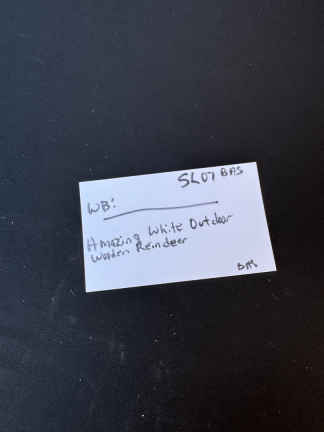 SL07 BAS
WB:
Amazing White Outdoor
Wooden Reindeer
BAS